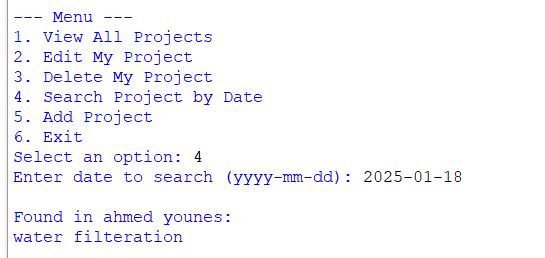 --- Menu ---
1. View All Projects
2. Edit My Project
3. Delete My Project
4. Search Project by Date
5. Add Project
6. Exit
Select an option: 4
Enter date to search (yyyy-mm-dd): 2025-01-18
Found in ahmed younes:
water filteration